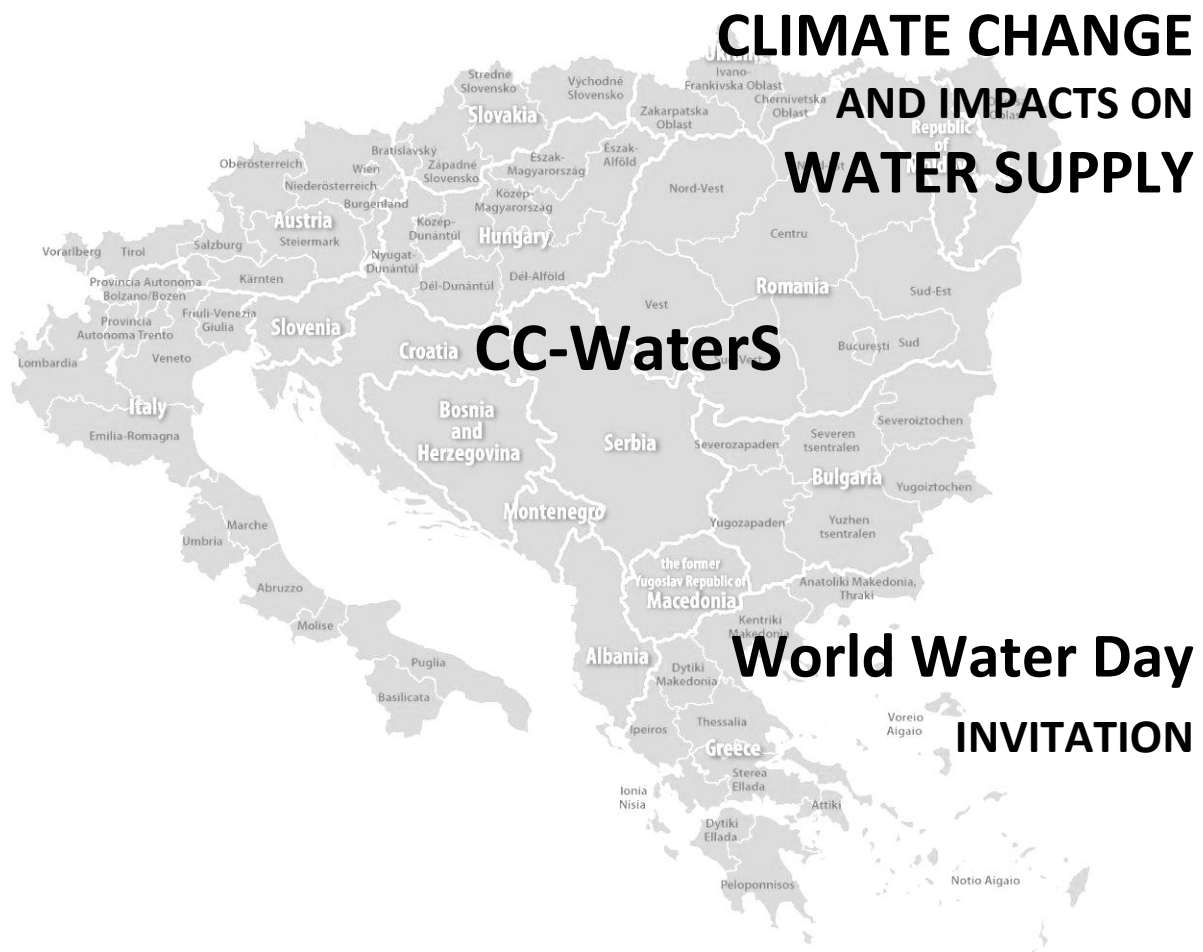 CLIMATE CHANGE
AND IMPACTS ON
WATER SUPPLY
Ukraine
Ivano-
Frankivska Oblast
Chernivetska
Oblast
Zakarpatska
Oblast
Stredné
Slovensko
Východné
Slovensko
Slovakia
Republic
of
Bratislavský
Západné
Slovensko
Oberösterreich
Wien
Niederösterreich
Burgenland
Észak-
Magyarország
Észak-
Alföld
Nord-Vest
Közép-
Magyarország
Austria
Steiermark
Közép-
Dunántúl
Hungary
Centru
Vorarlberg
Tirol
Salzburg
Nyugat-
Dunántúl
Kärnten
Dél-Dunántúl
Dél-Alföld
Romania
Sud-Est
Provincia Autonoma
Bolzano/Bozen
Provincia
Autonoma Trento
Friuli-Venezia
Giulia
Vest
Slovenia
Croatia
CC-WaterS
Sud-Vest
București
Sud
Lombardia
Veneto
Italy
Emilia-Romagna
Bosnia
and
Herzegovina
Serbia
Severozapaden
Severen
tsentralen
Severoiztochen
Bulgaria
Yugoiztochen
Montenegro
Yugozapaden
Yuzhen
tsentralen
Marche
Umbria
Abruzzo
Molise
the former
Yugoslav Republic of
Macedonia
Anatoliki Makedonia,
Thraki
Kentriki
Makedonia
World Water Day
Albania
Dytiki
Makedonia
Puglia
Basilicata
INVITATION
Voreio
Aigaio
Ipeiros
Thessalia
Greece
Sterea
Ellada
Ionia
Nisia
Attiki
Dytiki
Ellada
Peloponnisos
Notio Aigaio